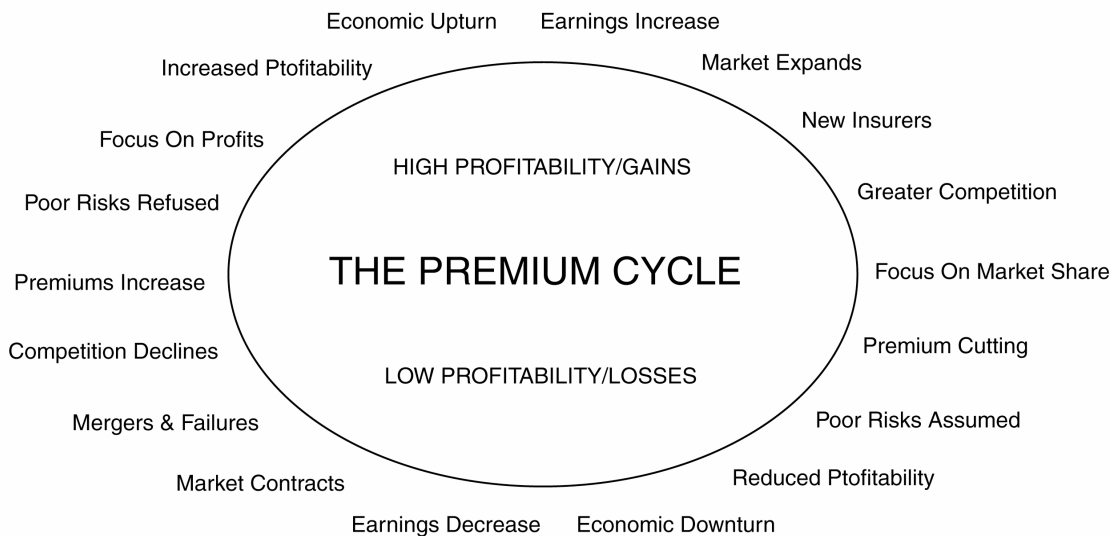 Economic Upturn
Earnings Increase
Market Expands
New Insurers
Greater Competition
Focus On Market Share
Premium Cutting
Poor Risks Assumed
Reduced Ptofitability
Economic Downturn
Earnings Decrease
Market Contracts
Mergers & Failures
Competition Declines
Premiums Increase
Poor Risks Refused
Focus On Profits
Increased Ptofitability
HIGH PROFITABILITY/GAINS
THE PREMIUM CYCLE
LOW PROFITABILITY/LOSSES